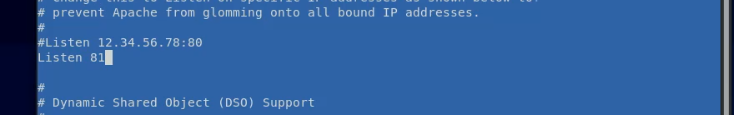 # prevent Apache from glomming onto all bound IP addresses.
#
#Listen 12.34.56.78:80
Listen 81
#
# Dynamic Shared Object (DSO) Support